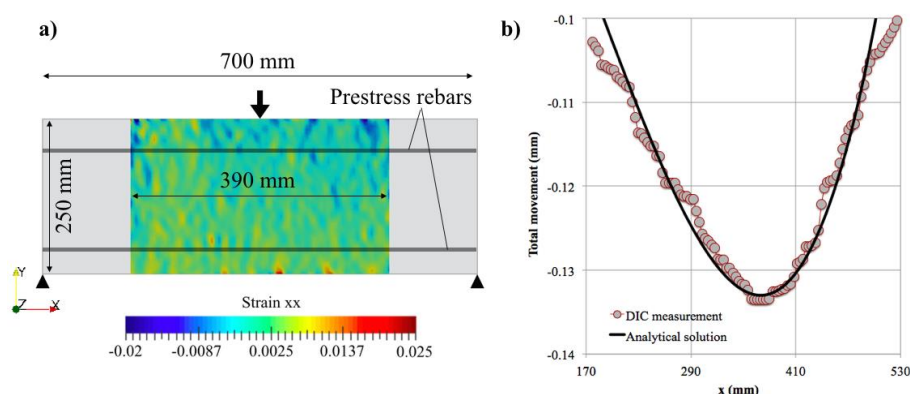 a)
700 mm
Prestress rebars
390 mm
250 mm
Y
Z
X
Strain xx
-0.02
-0.0087
0.0025
0.0137
0.025
b)
-0.1
-0.11
-0.12
-0.13
-0.14
Total movement (mm)
DIC measurement
Analytical solution
170
290
410
530
x (mm)